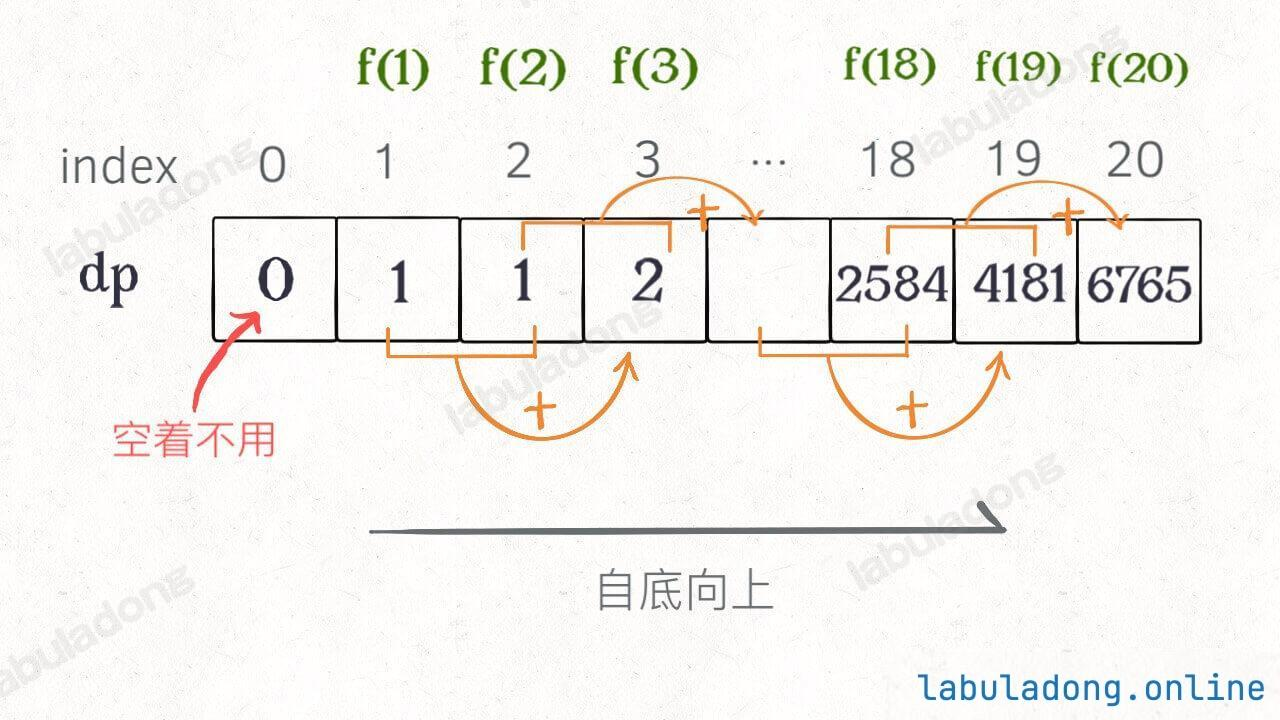 f(1) f(2) f(3) f(18) f(19) f(20)
index 0 1 2 3 ... 18 19 20
dp 0 1 1 2 2584 4181 6765
+ +
+ +
空着不用
自底向上
labuladong.online
labuladong
labuladong
labuladong
labuladong
labuladong
labuladong